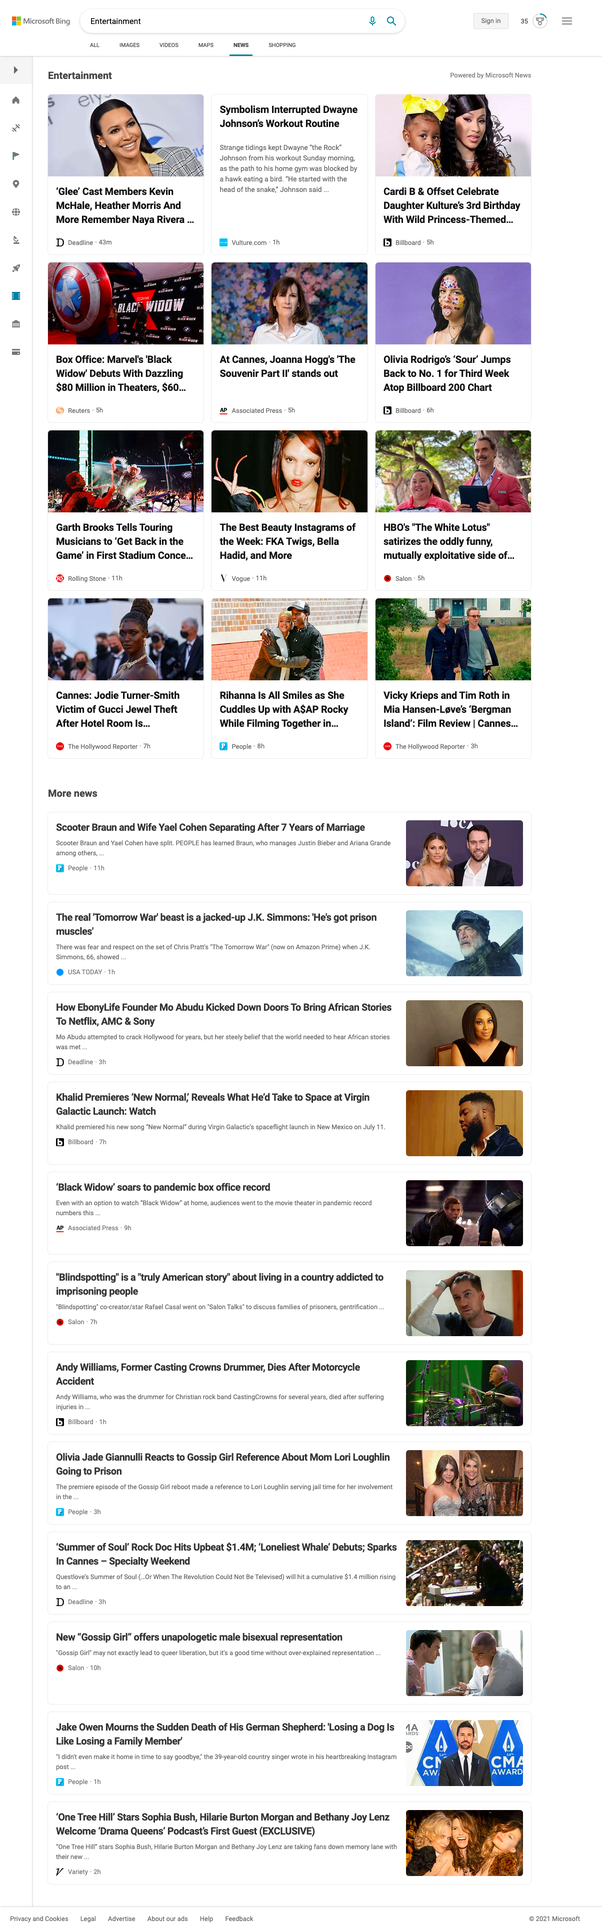 Microsoft Bing
Entertainment
Sign in
35
ALL
IMAGES
VIDEOS
MAPS
NEWS
SHOPPING
Entertainment
Powered by Microsoft News
'Glee' Cast Members Kevin
McHale, Heather Morris And
More Remember Naya Rivera ...
Deadline · 43m
Symbolism Interrupted Dwayne
Johnson's Workout Routine
Strange tidings kept Dwayne "the Rock"
Johnson from his workout Sunday morning,
as the path to his home gym was blocked by
a hawk eating a bird. "He started with the
head of the snake," Johnson said ...
Vulture.com · 1h
Cardi B & Offset Celebrate
Daughter Kulture's 3rd Birthday
With Wild Princess-Themed...
Billboard · 5h
BLACK WIDOW
Box Office: Marvel's 'Black
Widow' Debuts With Dazzling
$80 Million in Theaters, $60...
Reuters · 5h
At Cannes, Joanna Hogg's 'The
Souvenir Part II' stands out
AP
Associated Press · 5h
Olivia Rodrigo's 'Sour' Jumps
Back to No. 1 for Third Week
Atop Billboard 200 Chart
Billboard · 6h
Garth Brooks Tells Touring
Musicians to 'Get Back in the
Game' in First Stadium Conce...
Rolling Stone · 11h
The Best Beauty Instagrams of
the Week: FKA Twigs, Bella
Hadid, and More
Vogue · 11h
HBO's "The White Lotus"
satirizes the oddly funny,
mutually exploitative side of...
Salon · 5h
Cannes: Jodie Turner-Smith
Victim of Gucci Jewel Theft
After Hotel Room Is...
The Hollywood Reporter · 7h
Rihanna Is All Smiles as She
Cuddles Up with A$AP Rocky
While Filming Together in...
People · 8h
Vicky Krieps and Tim Roth in
Mia Hansen-Løve's 'Bergman
Island': Film Review | Cannes...
The Hollywood Reporter · 3h
More news
Scooter Braun and Wife Yael Cohen Separating After 7 Years of Marriage
Scooter Braun and Yael Cohen have split. PEOPLE has learned Braun, who manages Justin Bieber and Ariana Grande
among others, ...
People · 11h
The real 'Tomorrow War' beast is a jacked-up J.K. Simmons: 'He's got prison
muscles'
There was fear and respect on the set of Chris Pratt's "The Tomorrow War" (now on Amazon Prime) when J.K.
Simmons, 66, showed ...
USA TODAY · 1h
How EbonyLife Founder Mo Abudu Kicked Down Doors To Bring African Stories
To Netflix, AMC & Sony
Mo Abudu attempted to crack Hollywood for years, but her steely belief that the world needed to hear African stories
was met ...
Deadline · 3h
Khalid Premieres 'New Normal,' Reveals What He'd Take to Space at Virgin
Galactic Launch: Watch
Khalid premiered his new song "New Normal" during Virgin Galactic's spaceflight launch in New Mexico on July 11.
Billboard · 7h
'Black Widow' soars to pandemic box office record
Even with an option to watch "Black Widow" at home, audiences went to the movie theater in pandemic record
numbers this ...
AP
Associated Press · 9h
"Blindspotting" is a "truly American story" about living in a country addicted to
imprisoning people
"Blindspotting" co-creator/star Rafael Casal went on "Salon Talks" to discuss families of prisoners, gentrification ...
Salon · 7h
Andy Williams, Former Casting Crowns Drummer, Dies After Motorcycle
Accident
Andy Williams, who was the drummer for Christian rock band CastingCrowns for several years, died after suffering
injuries in ...
Billboard · 1h
Olivia Jade Giannulli Reacts to Gossip Girl Reference About Mom Lori Loughlin
Going to Prison
The premiere episode of the Gossip Girl reboot made a reference to Lori Loughlin serving jail time for her involvement
in the ...
People · 3h
'Summer of Soul' Rock Doc Hits Upbeat $1.4M; 'Loneliest Whale' Debuts; Sparks
In Cannes – Specialty Weekend
Questlove's Summer of Soul (...Or When The Revolution Could Not Be Televised) will hit a cumulative $1.4 million rising
to an ...
Deadline · 3h
New "Gossip Girl" offers unapologetic male bisexual representation
"Gossip Girl" may not exactly lead to queer liberation, but it's a good time without over-explained representation ...
Salon · 10h
Jake Owen Mourns the Sudden Death of His German Shepherd: 'Losing a Dog Is
Like Losing a Family Member'
"I didn't even make it home in time to say goodbye," the 39-year-old country singer wrote in his heartbreaking Instagram
post ...
People · 1h
'One Tree Hill' Stars Sophia Bush, Hilarie Burton Morgan and Bethany Joy Lenz
Welcome 'Drama Queens' Podcast's First Guest (EXCLUSIVE)
"One Tree Hill" stars Sophia Bush, Hilarie Burton Morgan and Bethany Joy Lenz are taking fans down memory lane with
their new ...
Variety · 2h
Privacy and Cookies
Legal
Advertise
About our ads
Help
Feedback
© 2021 Microsoft